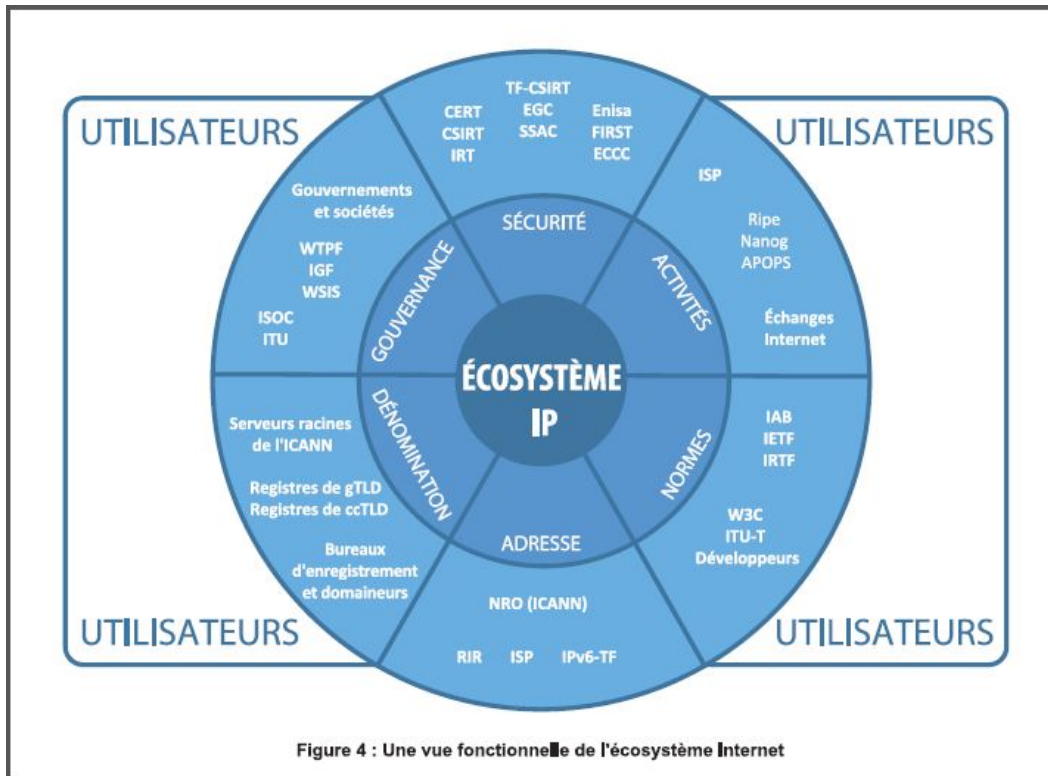 UTILISATEURS
UTILISATEURS
TF-CSIRT
EGC
SSAC
CERT
CSIRT
IRT
Enisa
FIRST
ECCC
SÉCURITÉ
ISP
Ripe
Nanog
APOPS
Échanges
Internet
ACTIVITÉS
Gouvernements
et sociétés
WTPF
IGF
WSIS
ISOC
ITU
GOUVERNANCE
ÉCOSYSTÈME
IP
DÉNOMINATION
Serveurs racines
de l'ICANN
Registres de gTLD
Registres de ccTLD
Bureaux
d'enregistrement
et domaineurs
NORMES
IAB
IETF
IRTF
W3C
ITU-T
Développeurs
ADRESSE
NRO (ICANN)
RIR ISP IPv6-TF
UTILISATEURS
UTILISATEURS
Figure 4 : Une vue fonctionnelle de l'écosystème Internet